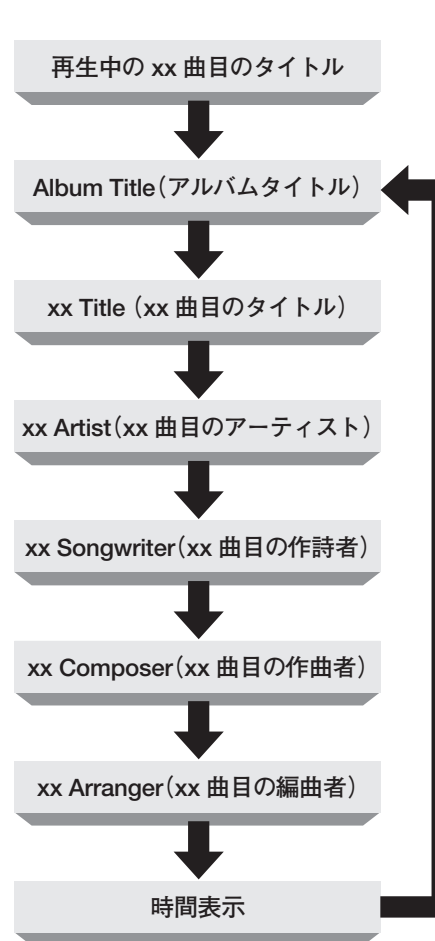 再生中の xx 曲目のタイトル
Album Title(アルバムタイトル)
xx Title (xx 曲目のタイトル)
xx Artist(xx 曲目のアーティスト)
xx Songwriter(xx 曲目の作詩者)
xx Composer(xx 曲目の作曲者)
xx Arranger(xx 曲目の編曲者)
時間表示